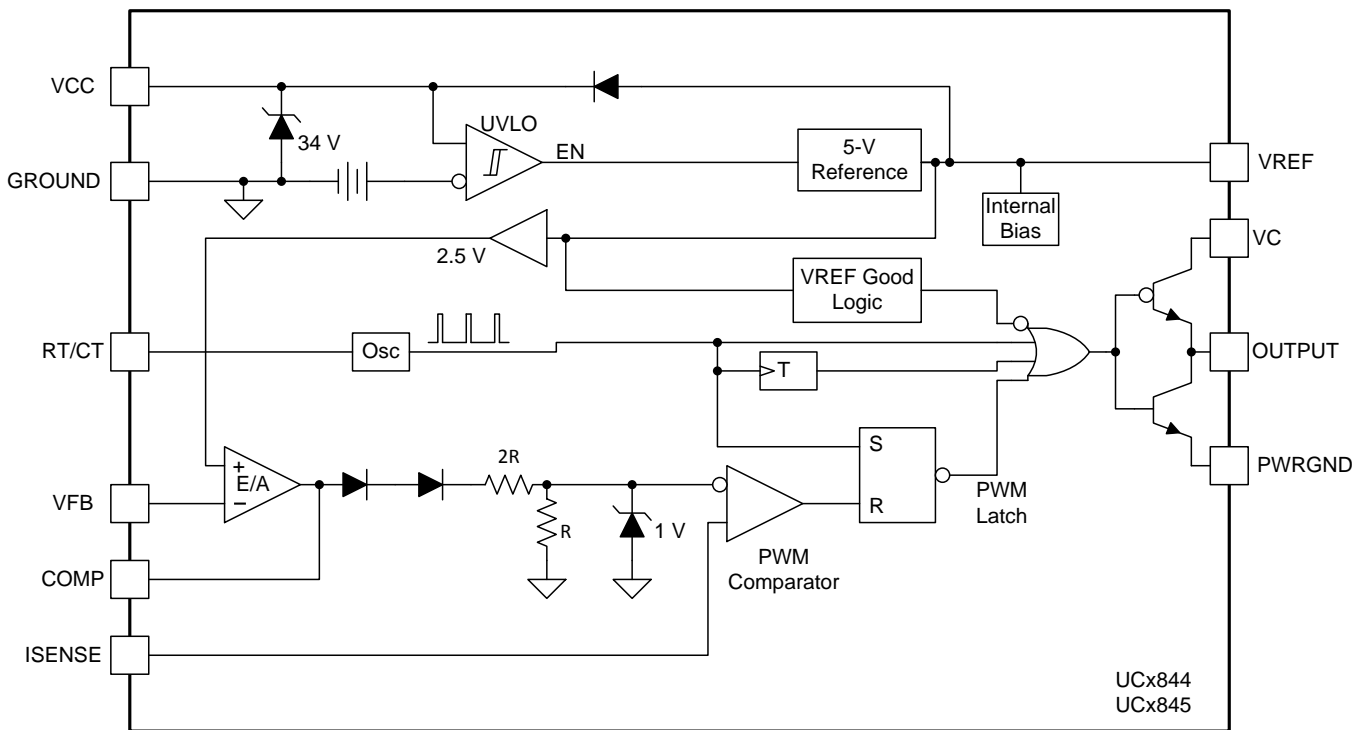 VCC
UVLO
34 V
EN
5-V
Reference
GROUND
VREF
Internal
Bias
VC
2.5 V
VREF Good
Logic
RT/CT
Osc
T
OUTPUT
2R
S
PWRGND
+
E/A
−
VFB
R
1 V
R
PWM
Latch
PWM
Comparator
COMP
ISENSE
UCx844
UCx845